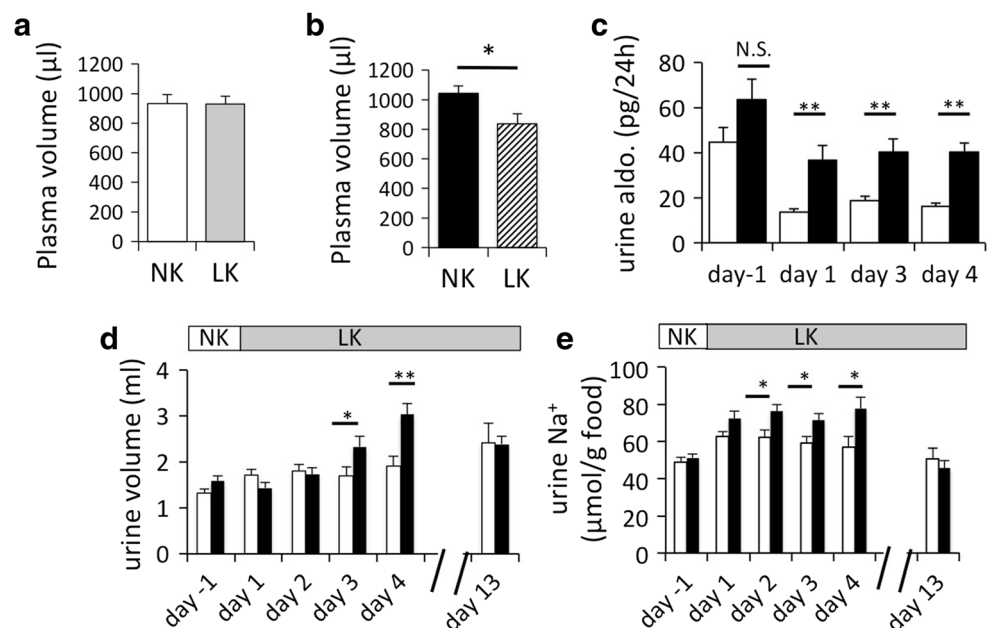 a
Plasma volume (µl)
1200
1000
800
600
400
200
0
NK LK
b
Plasma volume (µl)
1200
1000
800
600
400
200
0
*
NK LK
c
urine aldo. (pg/24h)
80
60
40
20
0
N.S.
** ** **
day-1 day 1 day 3 day 4
d
NK LK
urine volume (ml)
4
3
2
1
0
* **
day -1 day 1 day 2 day 3 day 4 day 13
e
NK LK
urine Na⁺
(µmol/g food)
100
80
60
40
20
0
* * *
day -1 day 1 day 2 day 3 day 4 day 13